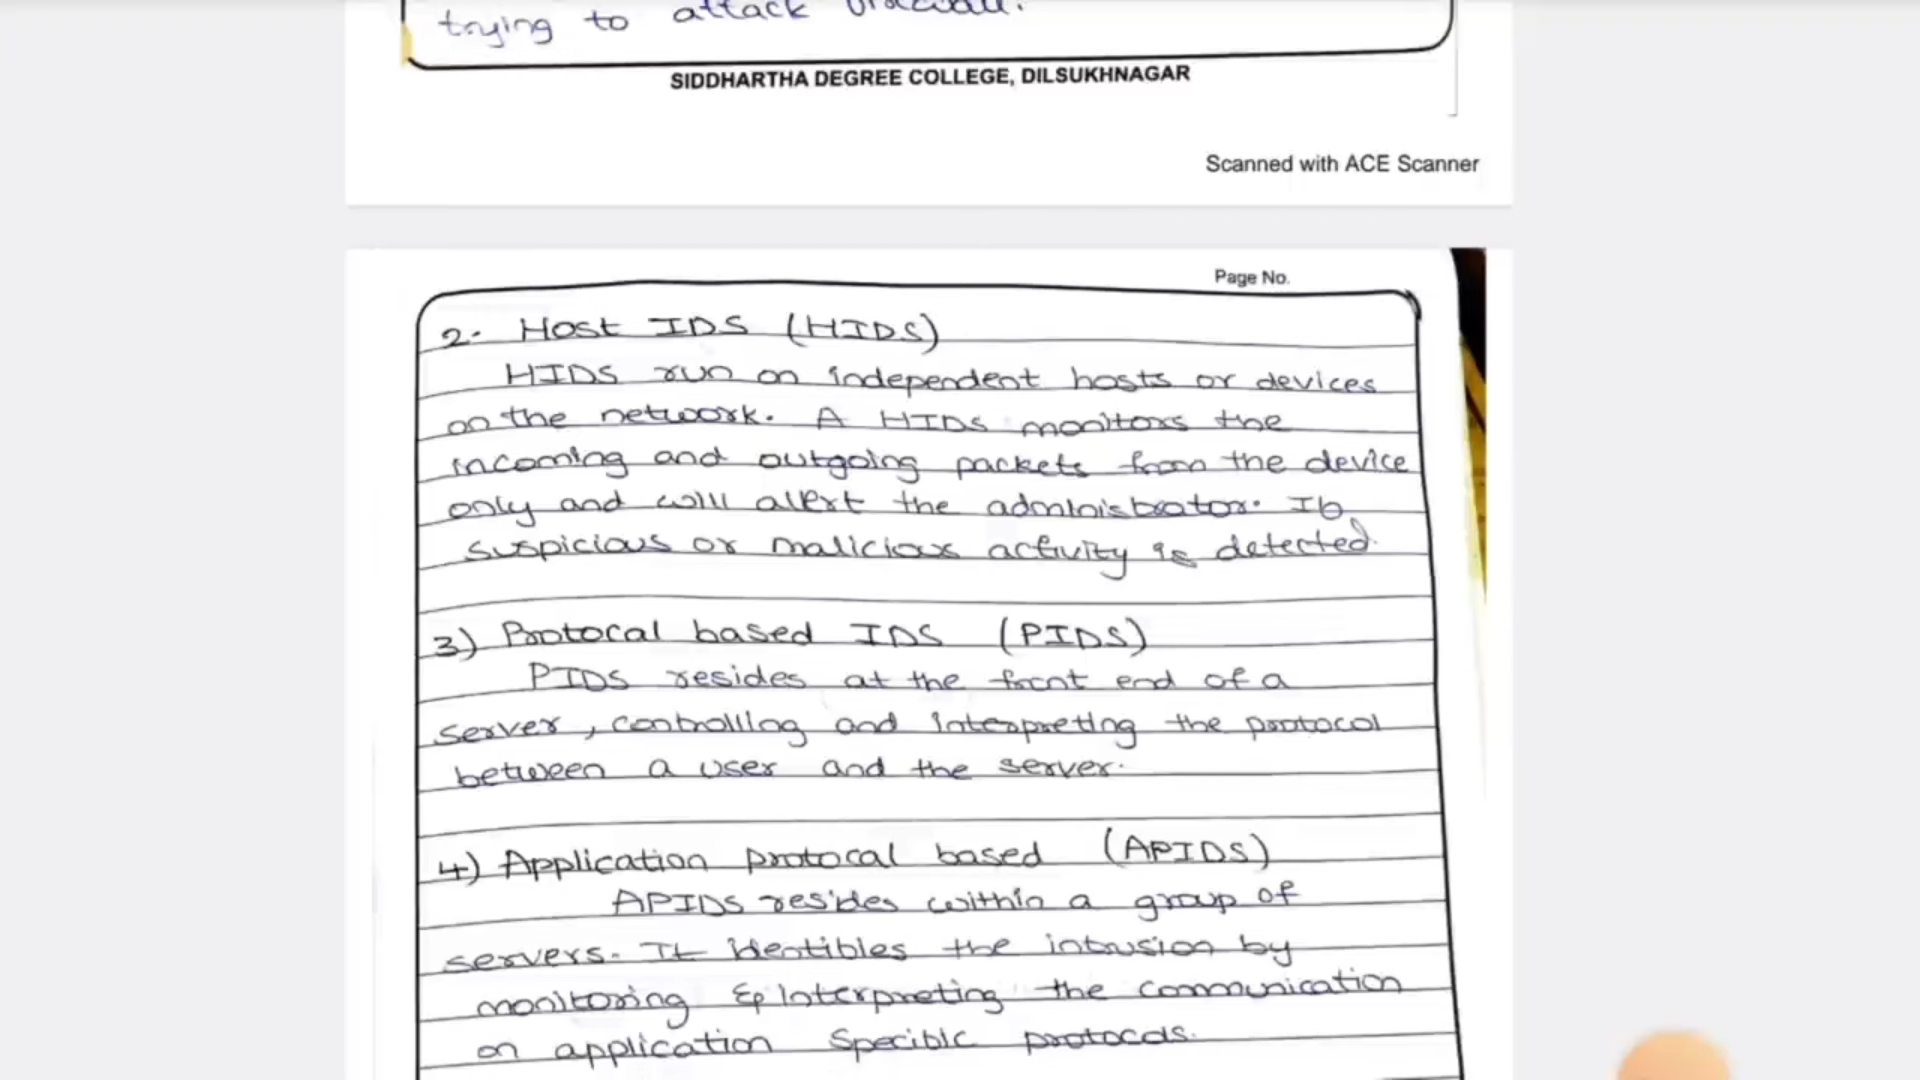 trying to attack
SIDDHARTHA DEGREE COLLEGE, DILSUKHNAGAR
Scanned with ACE Scanner
Page No.
2. Host IDS (HIDS)
HIDS run on independent hosts or devices
on the network. A HIDS monitors the
incoming and outgoing packets from the device
only and will alert the administrator. If
suspicious or malicious activity is detected
3) Protocal based IDS (PIDS)
PIDS resides at the front end of a
server, controlling and interpreting the protocol
between a user and the server.
4) Application protocal based (APIDS)
APIDS resides within a group of
servers. It identifies the intrusion by
monitoring & interpreting the communication
on application specific protocols.